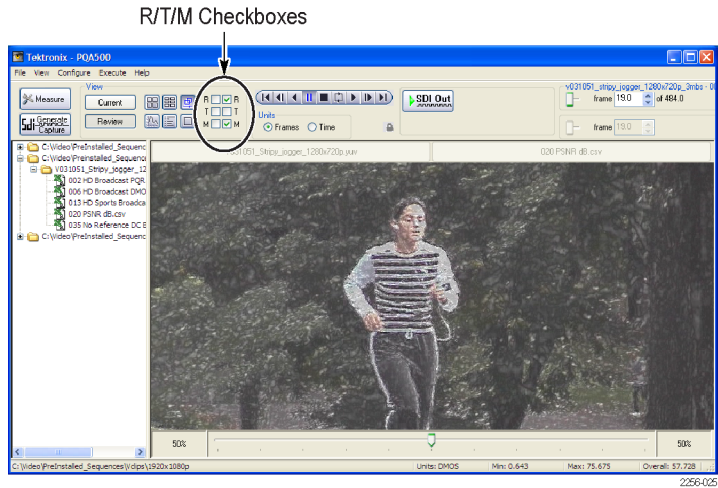 R/T/M Checkboxes
Tektronix - PQA500
File View Configure Execute Help
Measure
Sdi Generate Capture
View
Current
Review
R R
T T
M M
Units
Frames Time
SDI Out
V031051_stripy_jogger_1280x720p_3mbs - 0
frame 19.0 of 484.0
frame 19.0
C:\Video\PreInstalled_Sequenc
C:\Video\PreInstalled_Sequenc
V031051_Stripy_jogger_12
002 HD Broadcast PQR.
006 HD Broadcast DMO
013 HD Sports Broadca
020 PSNR dB.csv
035 No Reference DC B
C:\Video\PreInstalled_Sequenc
V031051_Stripy_jogger_1280x720p.yuv
020 PSNR dB.csv
50%
50%
C:\Video\PreInstalled_Sequences\Vclips\1920x1080p
Units: DMOS
Min: 0.643
Max: 75.675
Overall: 57.728
2256-025